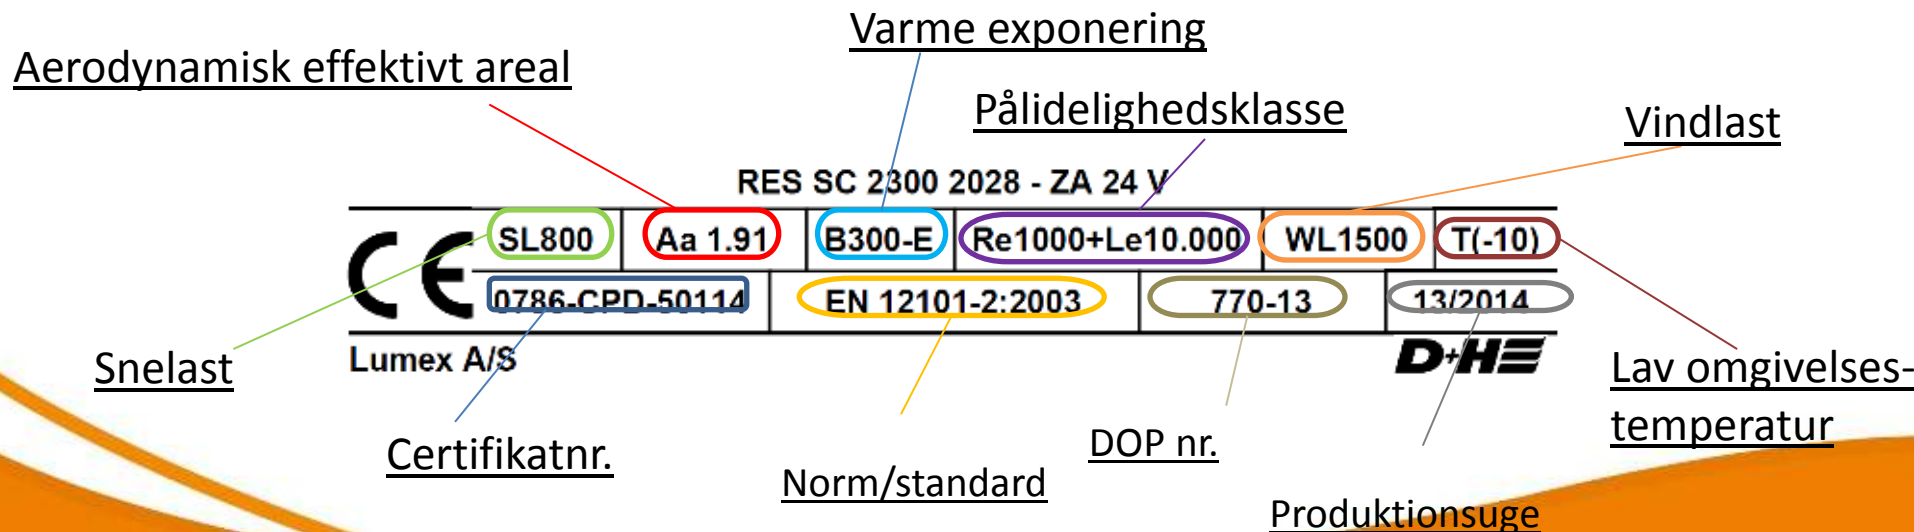 Varme exponering
Aerodynamisk effektivt areal
Pålidelighedsklasse
Vindlast
RES SC 2300 2028 - ZA 24 V
CE SL800 Aa 1.91 B300-E Re1000+Le10.000 WL1500 T(-10)
0786-CPD-50114 EN 12101-2:2003 770-13 13/2014
Lumex A/S D+H
Snelast
Lav omgivelses-
temperatur
Certifikatnr.
DOP nr.
Norm/standard
Produktionsuge